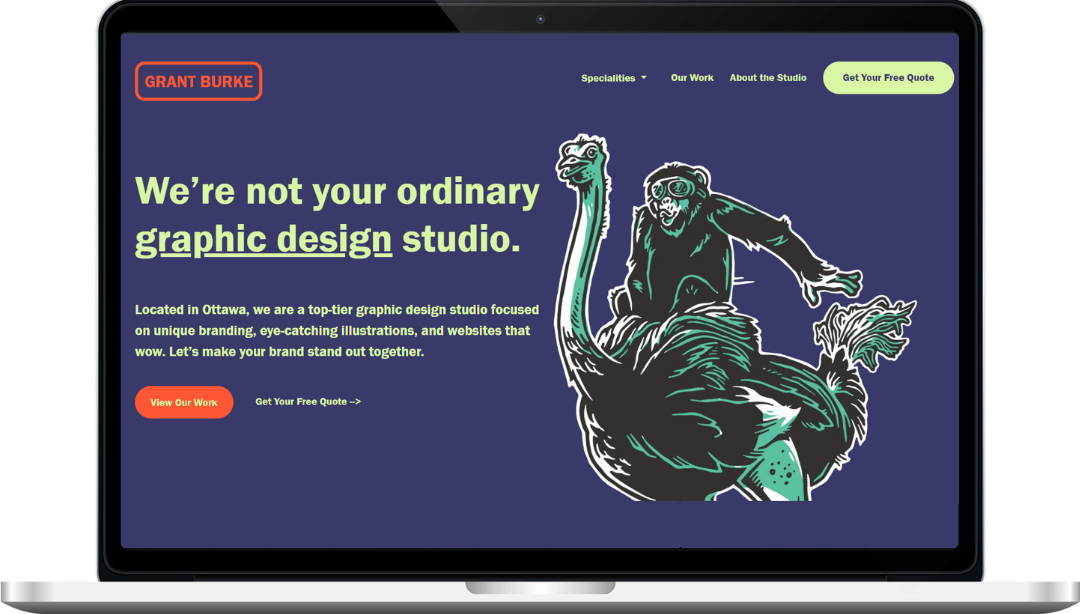 GRANT BURKE
Specialities
Our Work
About the Studio
Get Your Free Quote
We’re not your ordinary
graphic design studio.
Located in Ottawa, we are a top-tier graphic design studio focused
on unique branding, eye-catching illustrations, and websites that
wow. Let’s make your brand stand out together.
View Our Work
Get Your Free Quote –>